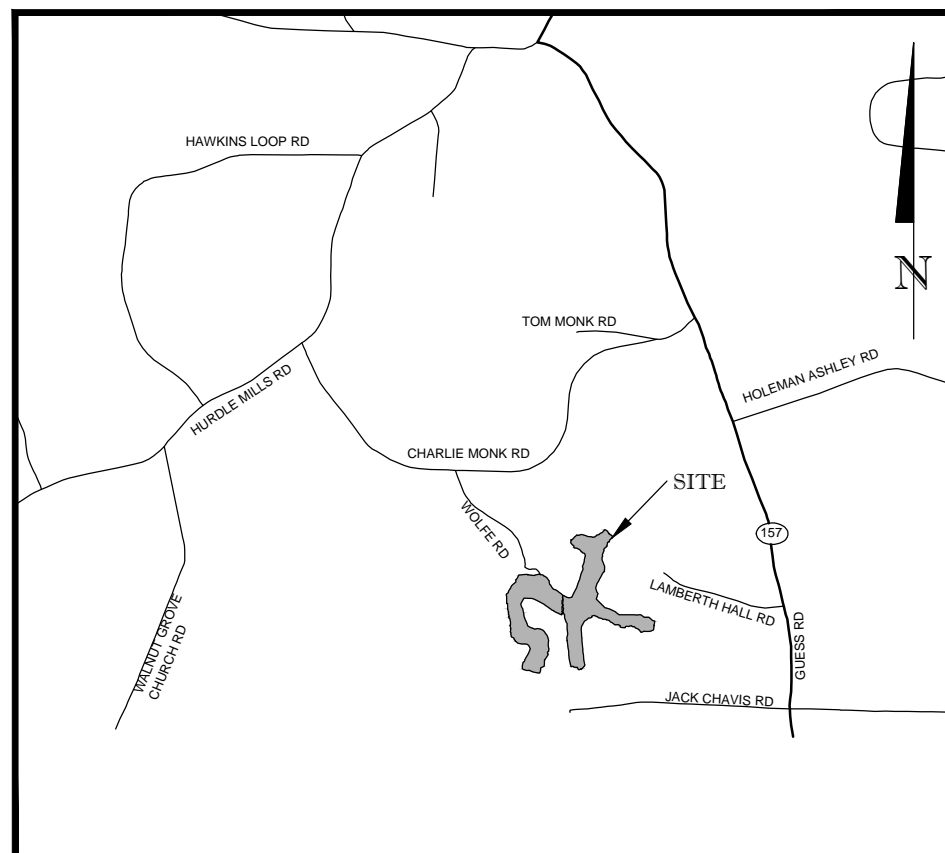 HAWKINS LOOP RD
N
TOM MONK RD
HOLEMAN ASHLEY RD
HURDLE MILLS RD
CHARLIE MONK RD
SITE
WOLFE RD
157
LAMBERTH HALL RD
WALNUT GROVE
CHURCH RD
GUESS RD
JACK CHAVIS RD